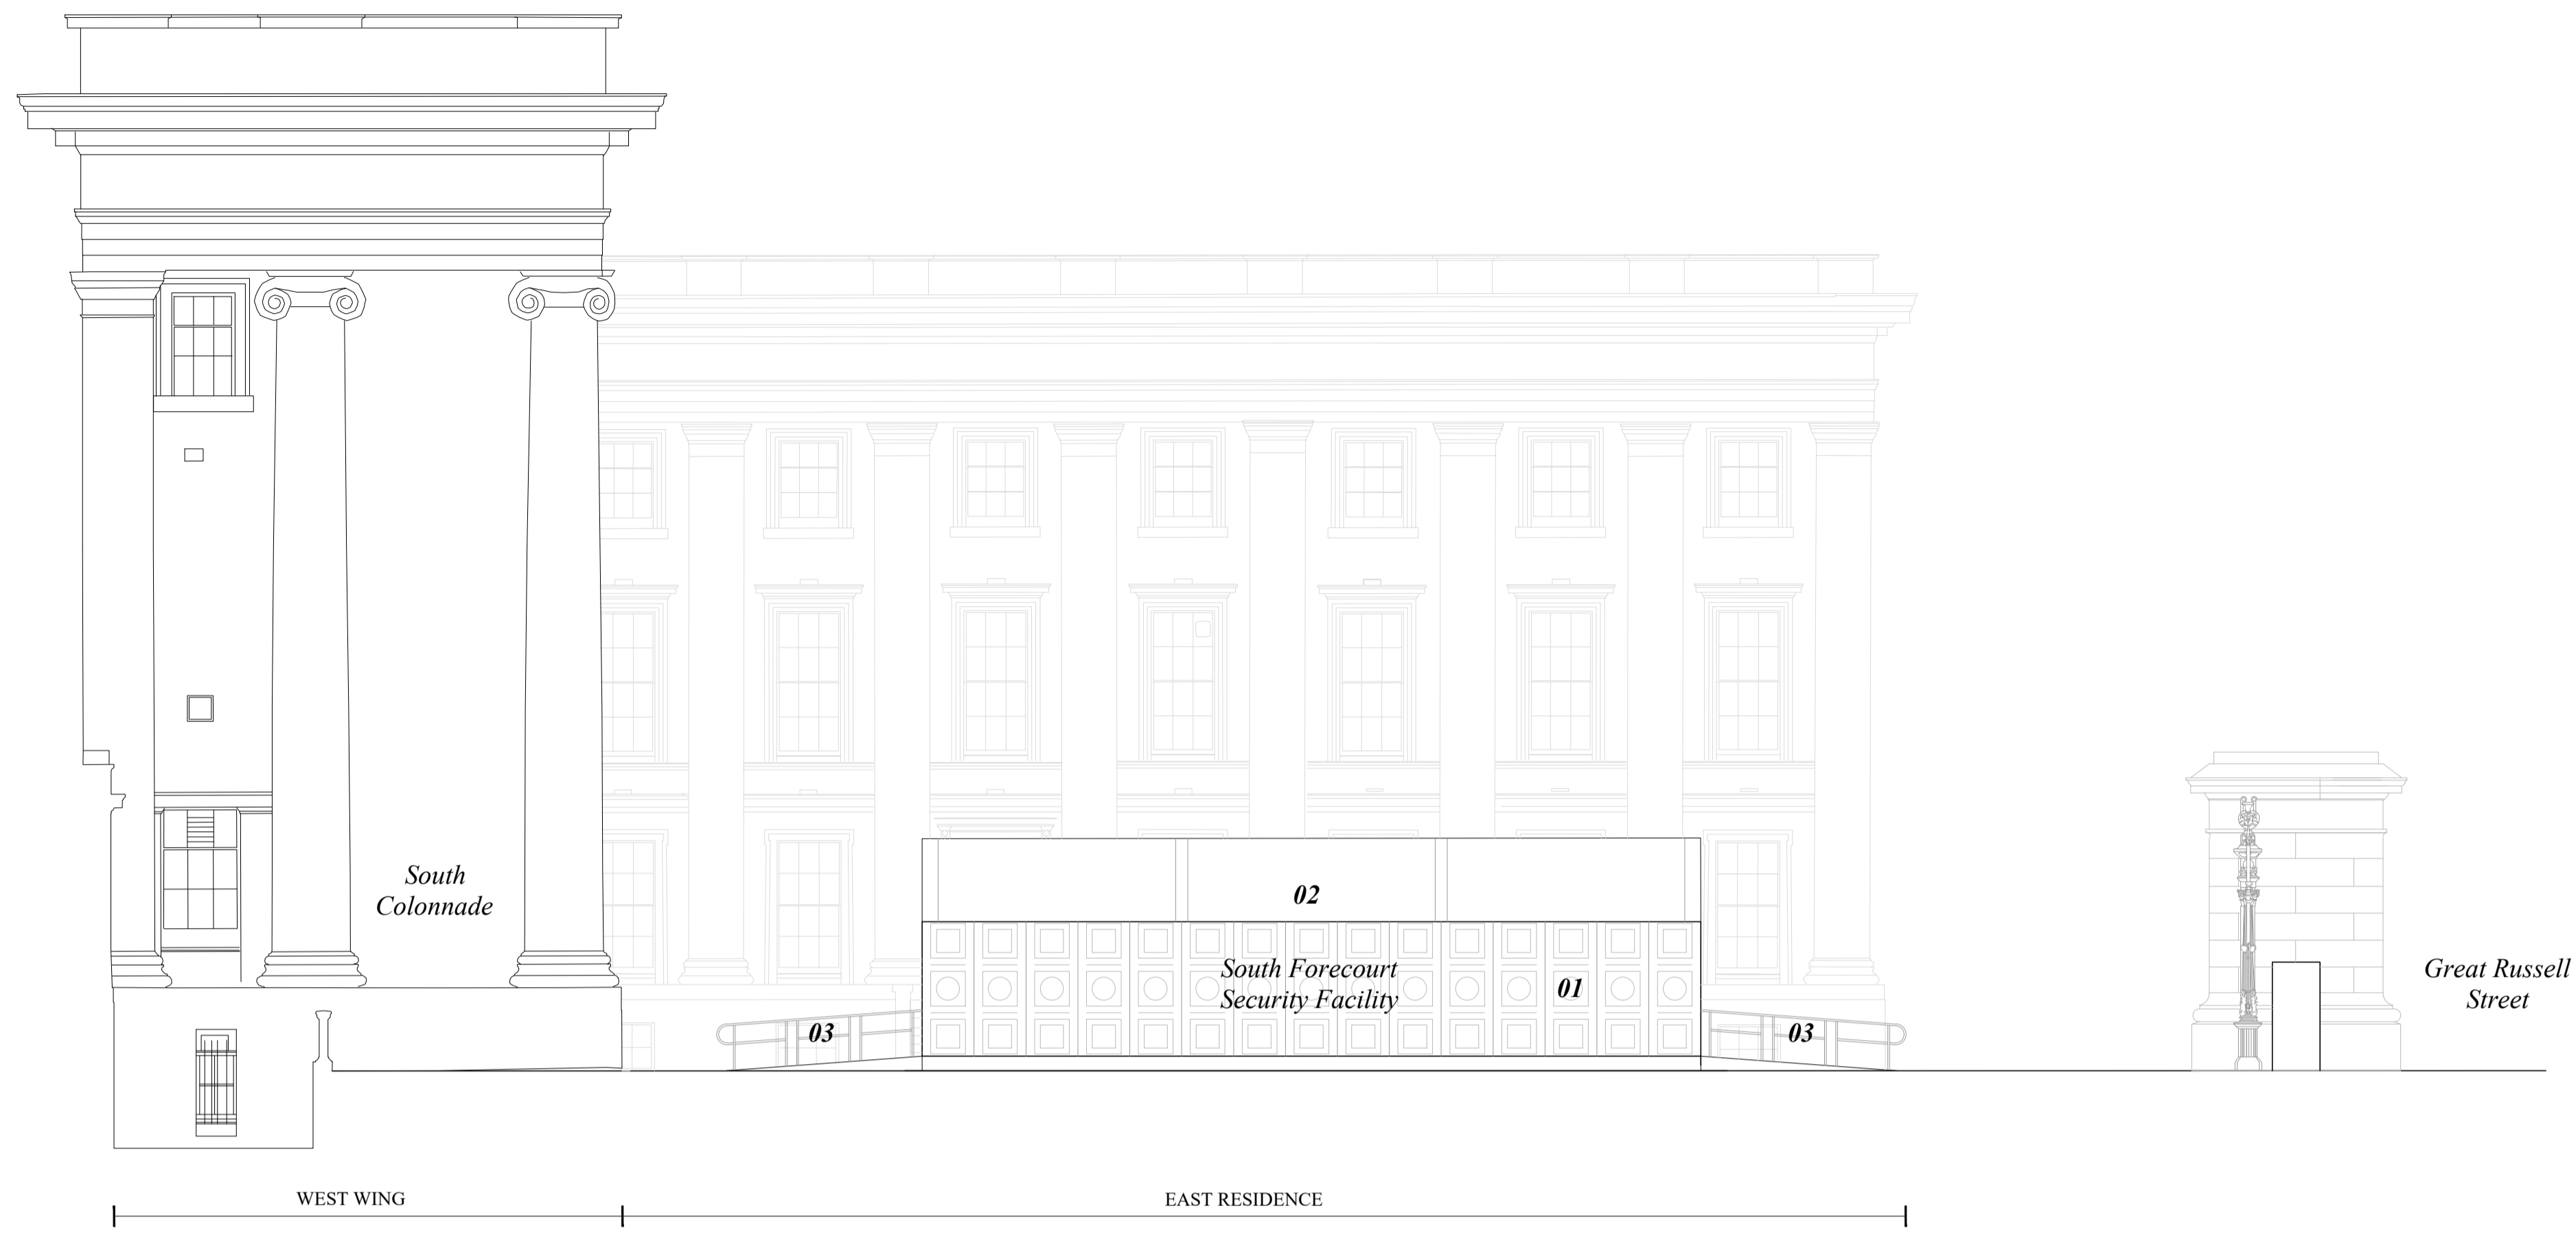 South
Colonnade
02
South Forecourt
Security Facility
01
03
03
Great Russell
Street
WEST WING
EAST RESIDENCE